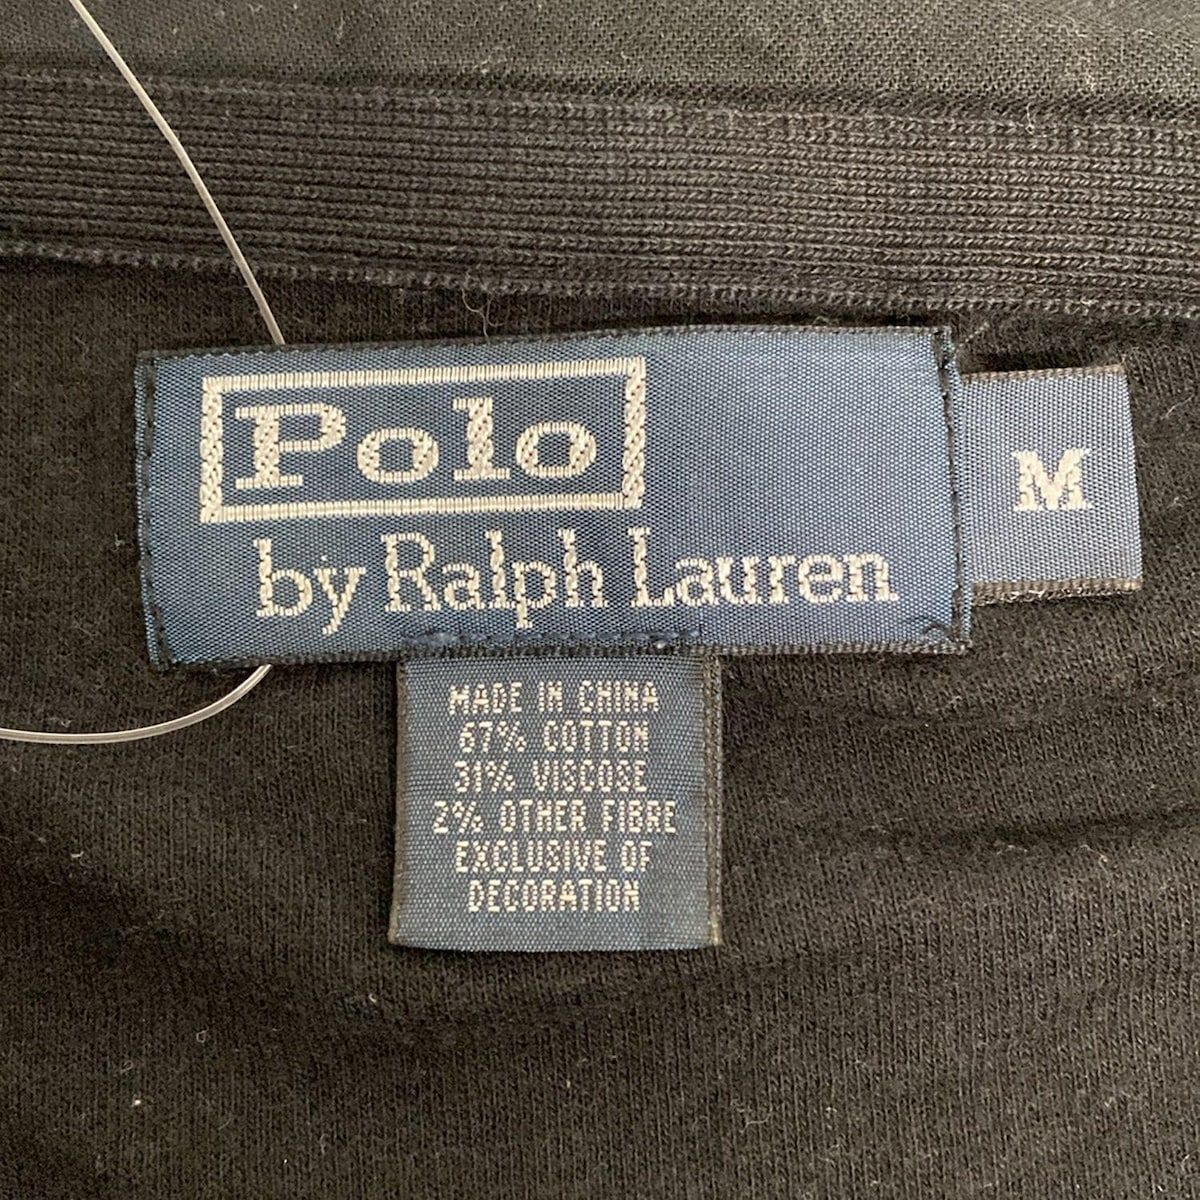 Polo
by Ralph Lauren
M
MADE IN CHINA
67% COTTON
31% VISCOSE
2% OTHER FIBRE
EXCLUSIVE OF
DECORATION